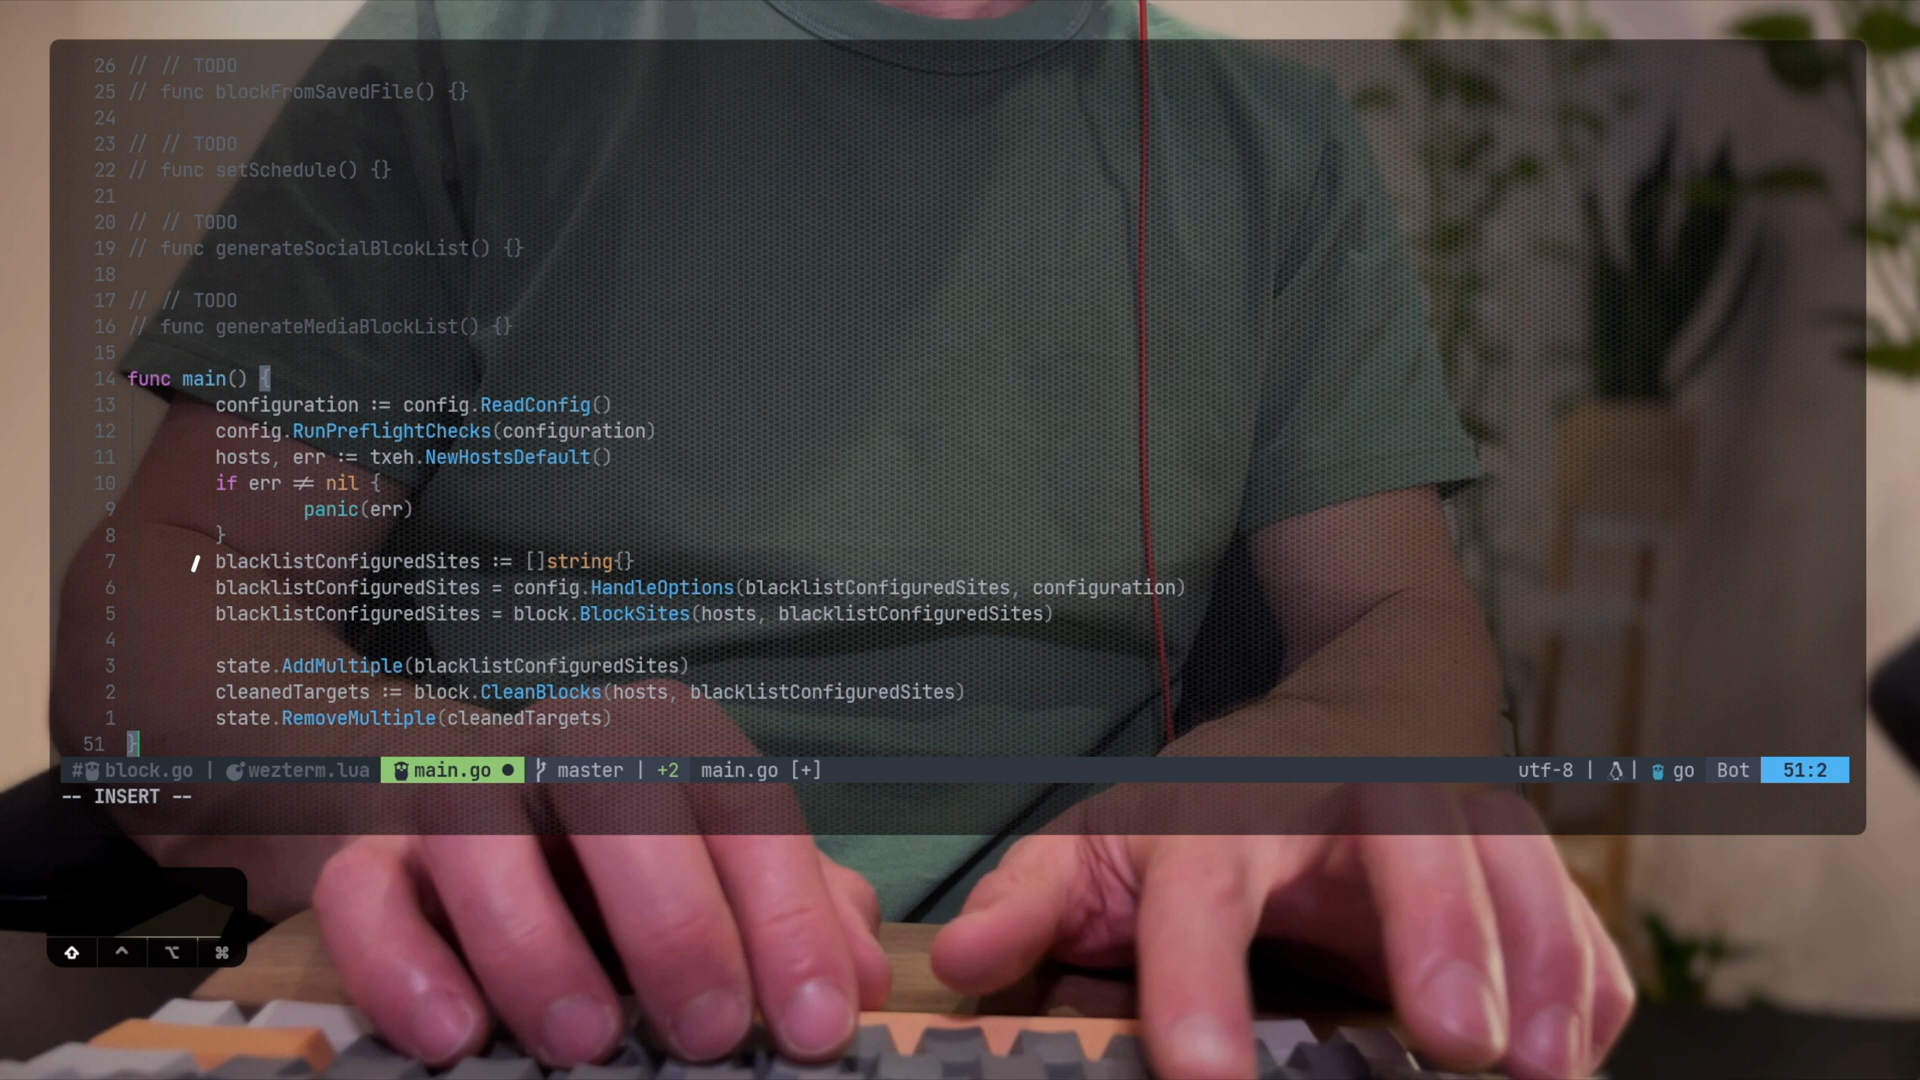 26 // // TODO
25 // func blockFromSavedFile() {}
24
23 // // TODO
22 // func setSchedule() {}
21
20 // // TODO
19 // func generateSocialBlcokList() {}
18
17 // // TODO
16 // func generateMediaBlockList() {}
15
14 func main() {
13 configuration := config.ReadConfig()
12 config.RunPreflightChecks(configuration)
11 hosts, err := txeh.NewHostsDefault()
10 if err ≠ nil {
9 panic(err)
8 }
7 blacklistConfiguredSites := []string{}
6 blacklistConfiguredSites = config.HandleOptions(blacklistConfiguredSites, configuration)
5 blacklistConfiguredSites = block.BlockSites(hosts, blacklistConfiguredSites)
4
3 state.AddMultiple(blacklistConfiguredSites)
2 cleanedTargets := block.CleanBlocks(hosts, blacklistConfiguredSites)
1 state.RemoveMultiple(cleanedTargets)
51 }
# block.go | wezterm.lua main.go ● master | +2 main.go [+] utf-8 | | go Bot 51:2
-- INSERT --